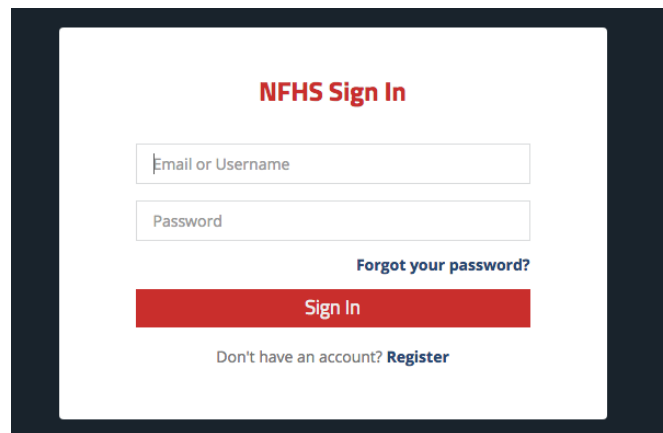 NFHS Sign In
Email or Username
Password
Forgot your password?
Sign In
Don't have an account? Register